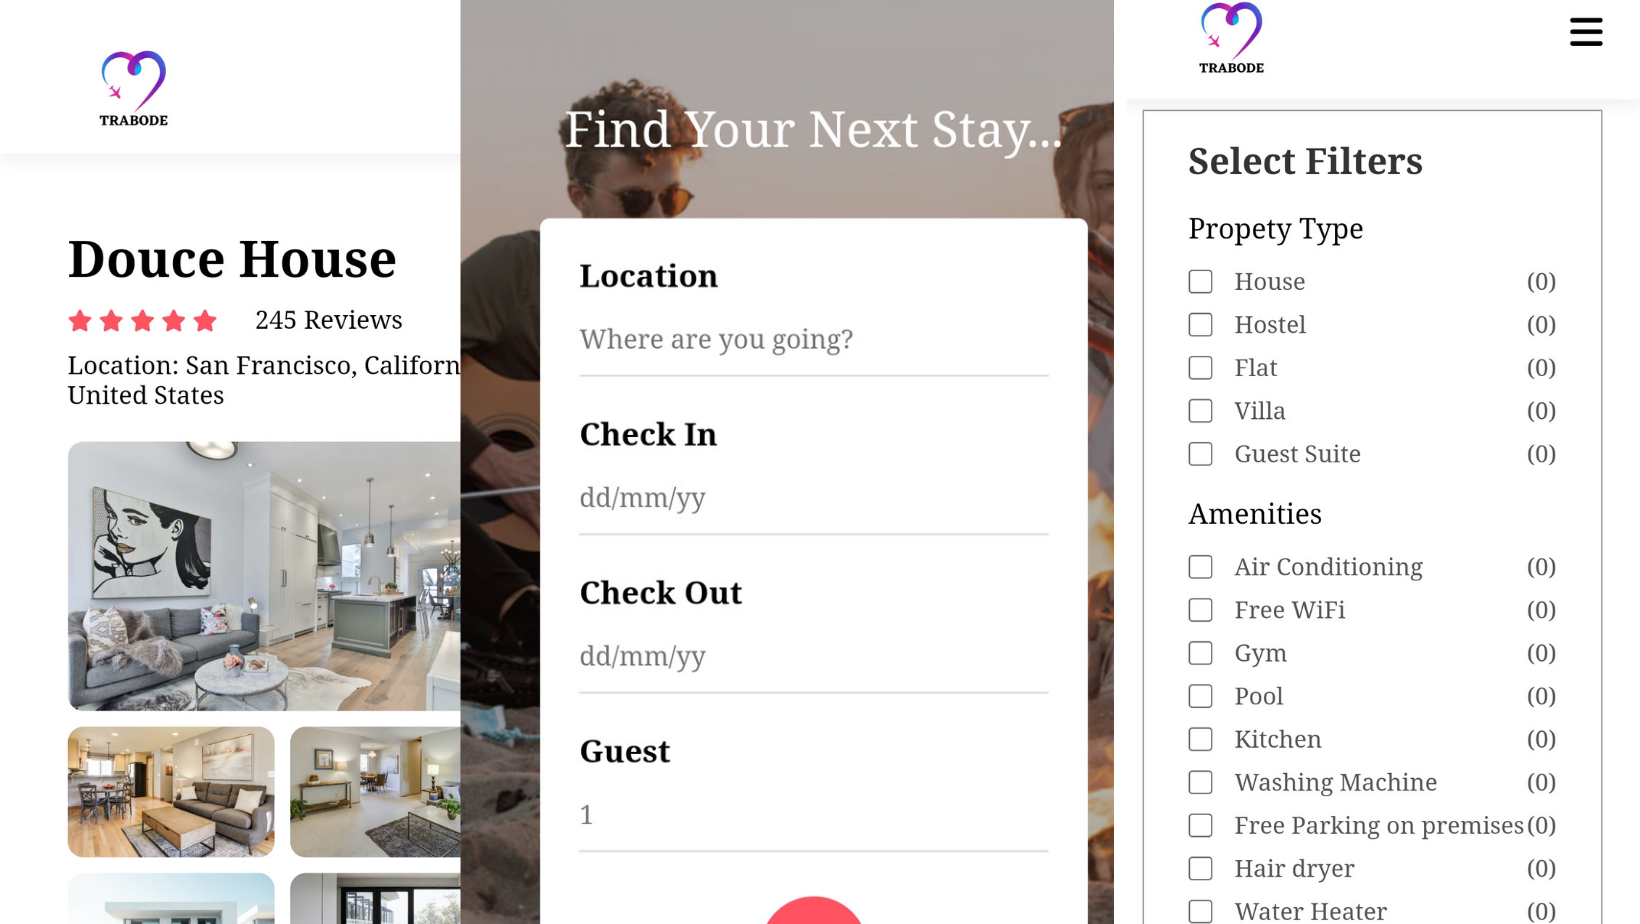 TRABODE
Douce House
245 Reviews
Location: San Francisco, Californ
United States
Find Your Next Stay...
Location
Where are you going?
Check In
dd/mm/yy
Check Out
dd/mm/yy
Guest
1
TRABODE
Select Filters
Propety Type
House (0)
Hostel (0)
Flat (0)
Villa (0)
Guest Suite (0)
Amenities
Air Conditioning (0)
Free WiFi (0)
Gym (0)
Pool (0)
Kitchen (0)
Washing Machine (0)
Free Parking on premises (0)
Hair dryer (0)
Water Heater (0)